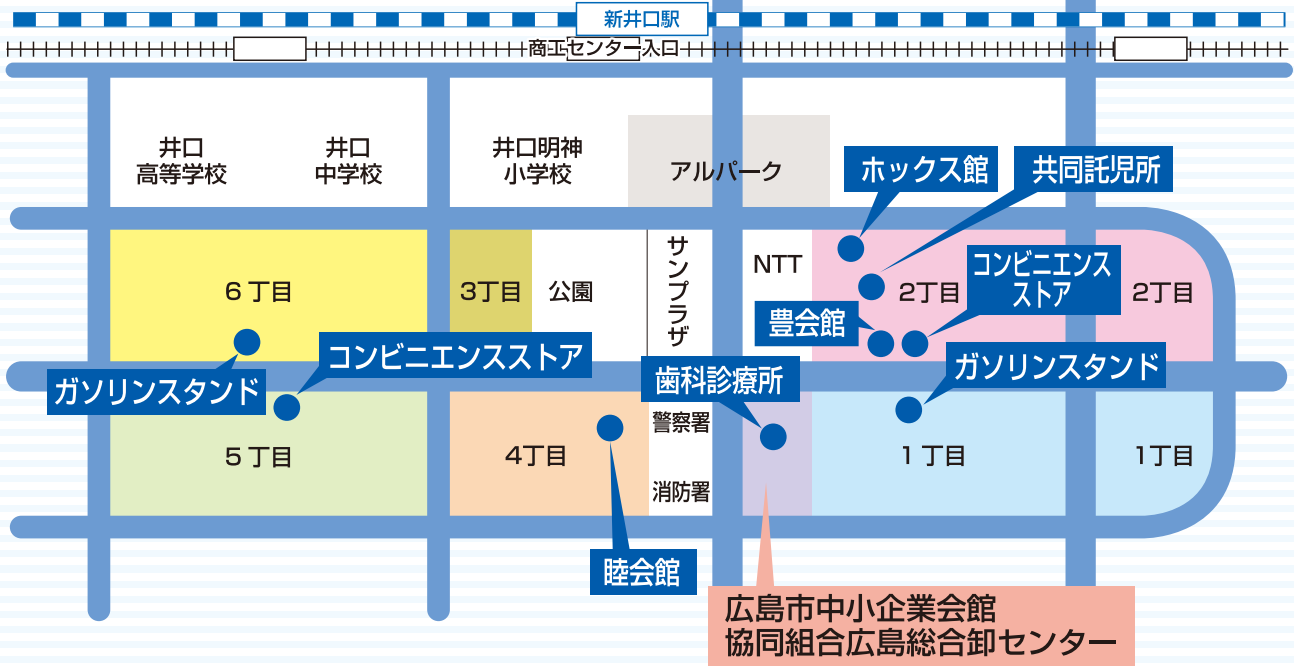 新井口駅
商工センター入口
井口
高等学校
井口
中学校
井口明神
小学校
アルパーク
ホックス館
共同託児所
6丁目
3丁目
公園
サンプラザ
NTT
2丁目
コンビニエンス
ストア
2丁目
豊会館
ガソリンスタンド
コンビニエンスストア
歯科診療所
ガソリンスタンド
5丁目
4丁目
警察署
消防署
1丁目
1丁目
睦会館
広島市中小企業会館
協同組合広島総合卸センター